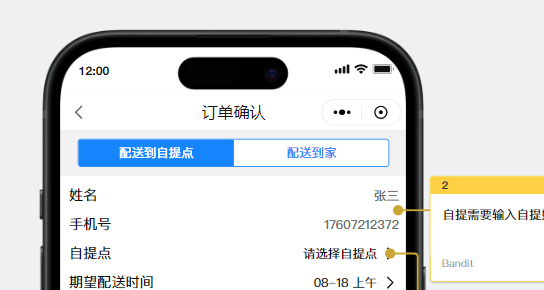 12:00
订单确认
配送到自提点
配送到家
姓名
张三
手机号
17607212372
自提点
请选择自提点
期望配送时间
08-18 上午
2
自提需要输入自提
Bandit